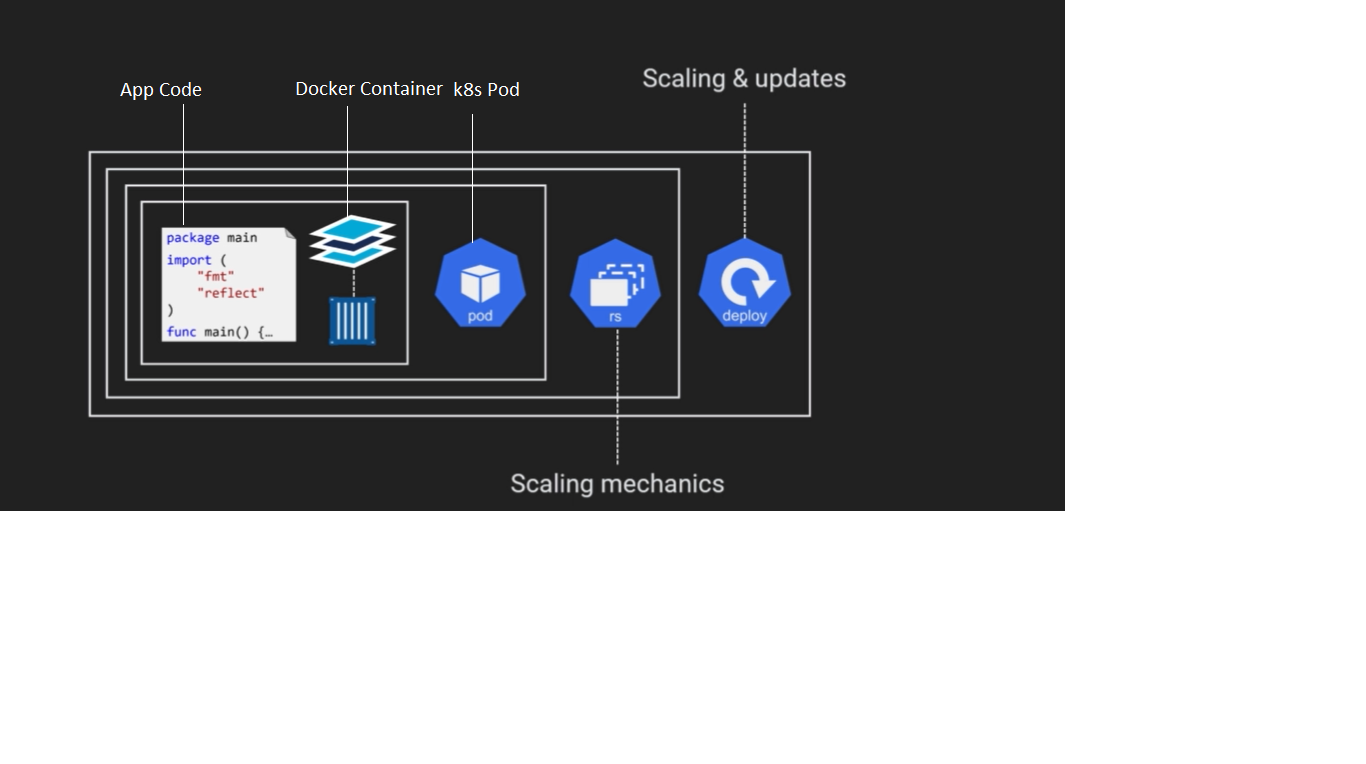 Scaling & updates
App Code
Docker Container
k8s Pod
package main
import (
"fmt"
"reflect"
)
func main() {…
pod
rs
deploy
Scaling mechanics